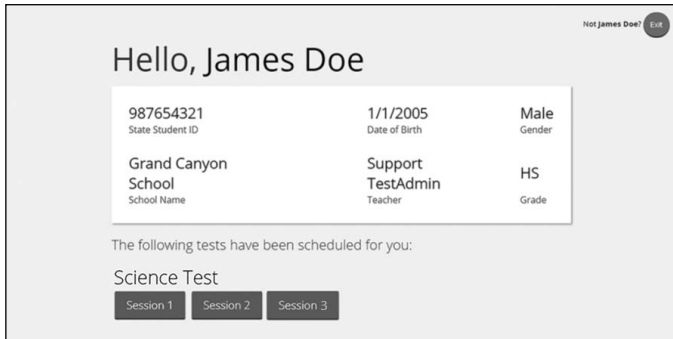 Not James Doe? Exit
Hello, James Doe
987654321 1/1/2005 Male
State Student ID Date of Birth Gender
Grand Canyon School Support TestAdmin HS
School Name Teacher Grade
The following tests have been scheduled for you:
Science Test
Session 1 Session 2 Session 3